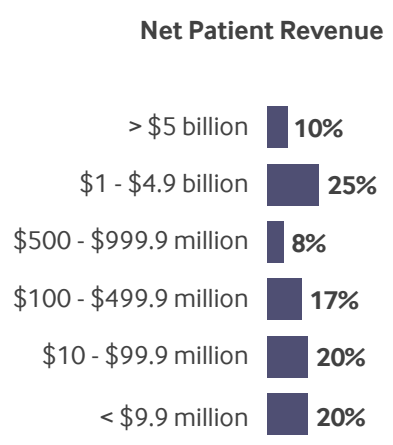 Net Patient Revenue
> $5 billion 10%
$1 - $4.9 billion 25%
$500 - $999.9 million 8%
$100 - $499.9 million 17%
$10 - $99.9 million 20%
< $9.9 million 20%